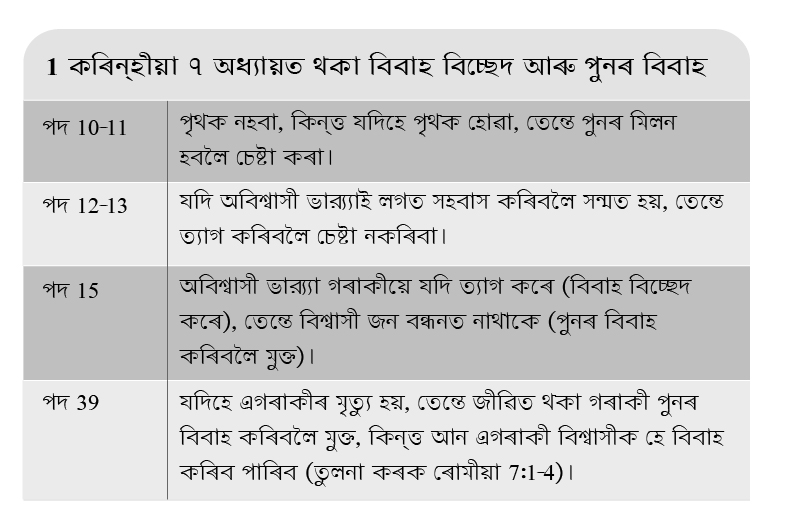 1 কৰিন্হীয়া ৭ অধ্যায়ত থকা বিবাহ বিচ্ছেদ আৰু পুনৰ বিবাহ
পদ 10-11
পৃথক নহবা, কিন্ত্ত যদিহে পৃথক হোৱা, তেন্তে পুনৰ মিলন
হবলৈ চেষ্টা কৰা।
পদ 12-13
যদি অবিশ্বাসী ভাৰ্য্যাই লগত সহবাস কৰিবলৈ সন্মত হয়, তেন্তে
ত্যাগ কৰিবলৈ চেষ্টা নকৰিবা।
পদ 15
অবিশ্বাসী ভাৰ্য্যা গৰাকীয়ে যদি ত্যাগ কৰে (বিবাহ বিচ্ছেদ
কৰে), তেন্তে বিশ্বাসী জন বন্ধনত নাথাকে (পুনৰ বিবাহ
কৰিবলৈ মুক্ত)।
পদ 39
যদিহে এগৰাকীৰ মৃত্যু হয়, তেন্তে জীৱিত থকা গৰাকী পুনৰ
বিবাহ কৰিবলৈ মুক্ত, কিন্ত্ত আন এগৰাকী বিশ্বাসীক হে বিবাহ
কৰিব পাৰিব (তুলনা কৰক ৰোমীয়া 7:1-4)।